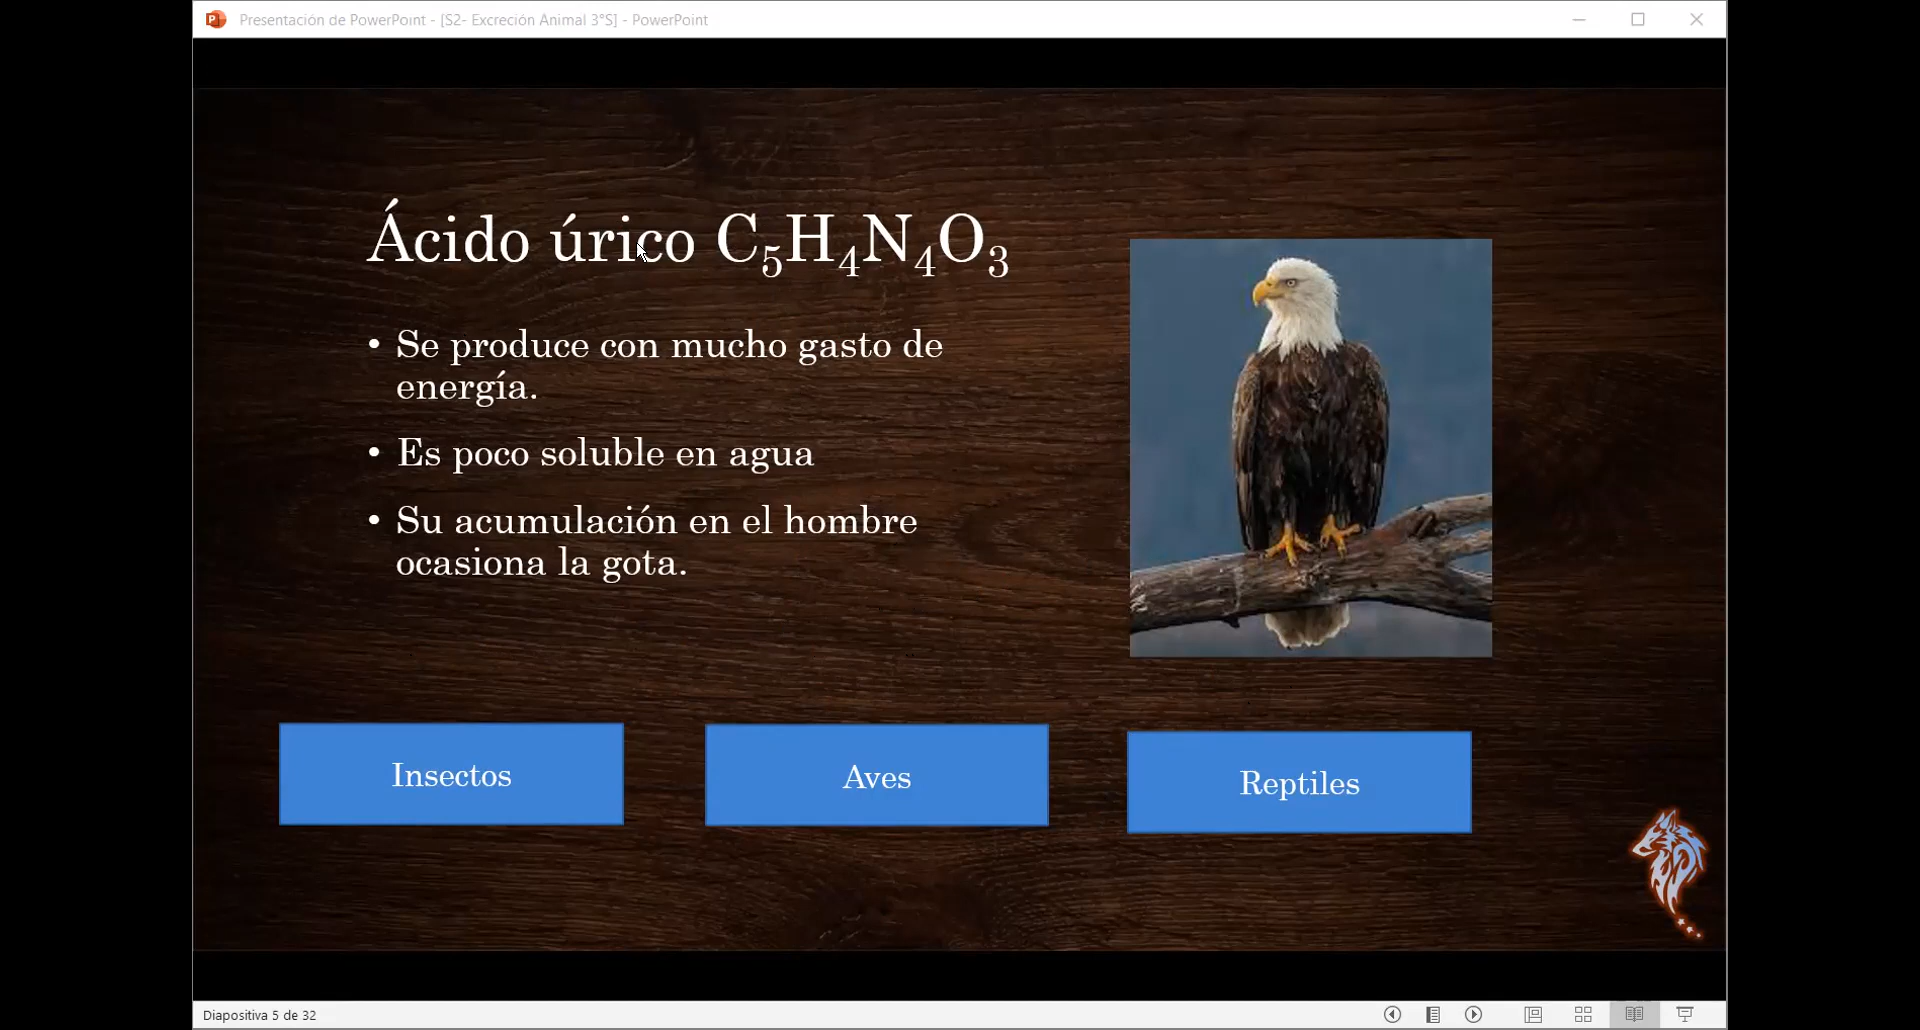 Presentación de PowerPoint - [S2- Excreción Animal 3°S] - PowerPoint
Ácido úrico C₅H₄N₄O₃
• Se produce con mucho gasto de
energía.
• Es poco soluble en agua
• Su acumulación en el hombre
ocasiona la gota.
Insectos
Aves
Reptiles
Diapositiva 5 de 32